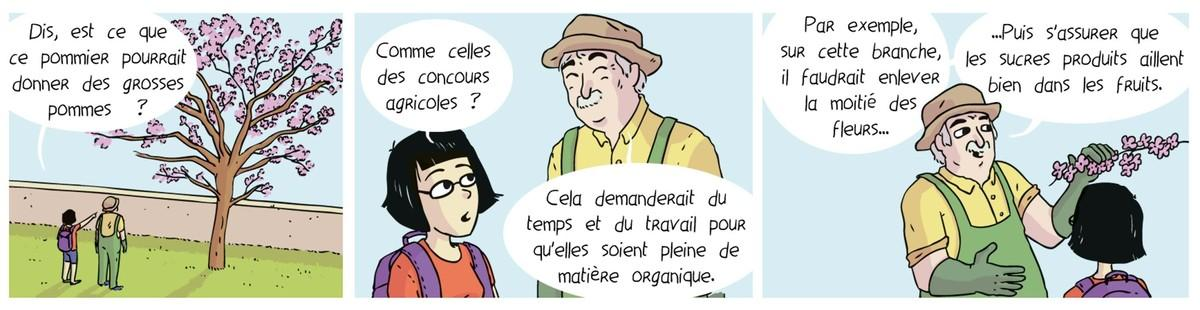 Dis, est ce que
ce pommier pourrait
donner des grosses
pommes ?
Comme celles
des concours
agricoles ?
Cela demanderait du
temps et du travail pour
qu'elles soient pleine de
matière organique.
Par exemple,
sur cette branche,
il faudrait enlever
la moitié des
fleurs...
...Puis s'assurer que
les sucres produits aillent
bien dans les fruits.